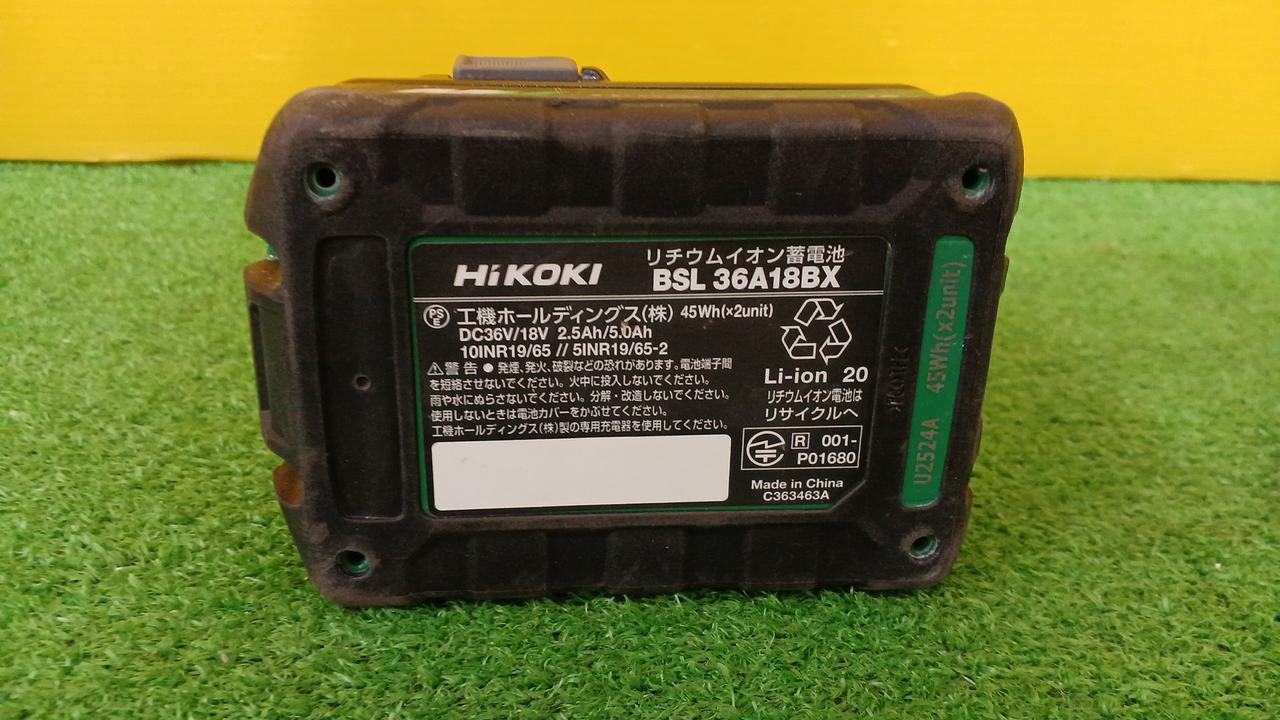 HiKOKI
リチウムイオン蓄電池
BSL 36A18BX
PS
E
工機ホールディングス(株) 45Wh(×2unit)
DC36V/18V 2.5Ah/5.0Ah
10INR19/65 // 5INR19/65-2
警告 ● 発煙、発火、破裂などの恐れがあります。電池端子間
を短絡させないでください。火中に投入しないでください。
雨や水にぬらさないでください。分解・改造しないでください。
使用しないときは電池カバーをかぶせてください。
工機ホールディングス(株)製の専用充電器を使用してください。
Li-ion 20
リチウムイオン電池は
リサイクルへ
R 001-
P01680
Made in China
C363463A
U2524A 45Wh(×2unit)